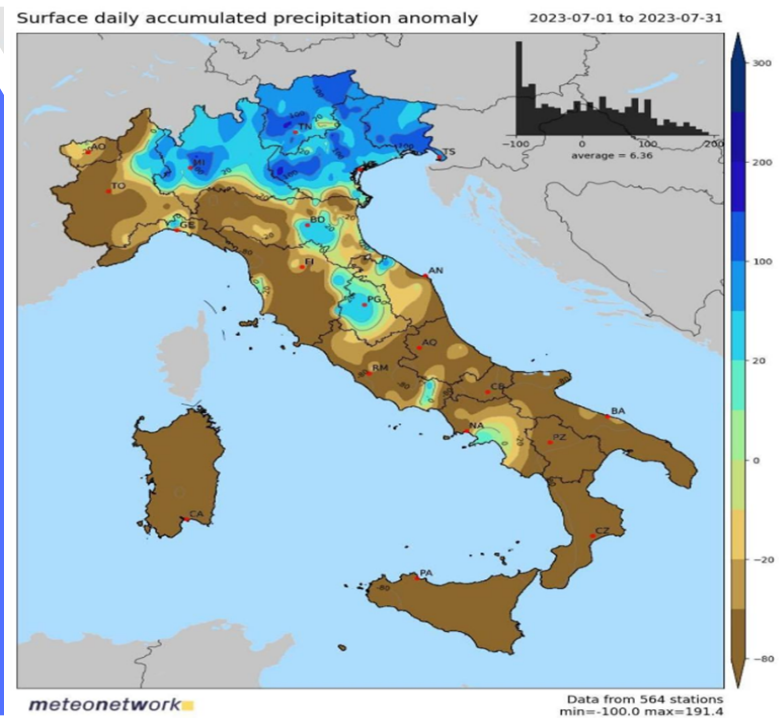 Surface daily accumulated precipitation anomaly
2023-07-01 to 2023-07-31
300
200
100
20
0
−20
−80
−100 0 100 200
average = 6.36
AO
TO
MI
TN
TS
GE
BO
FI
AN
PG
AQ
RM
CB
BA
NA
PZ
CA
CZ
PA
-80
meteonetwork
Data from 564 stations
min=-100.0 max=191.4